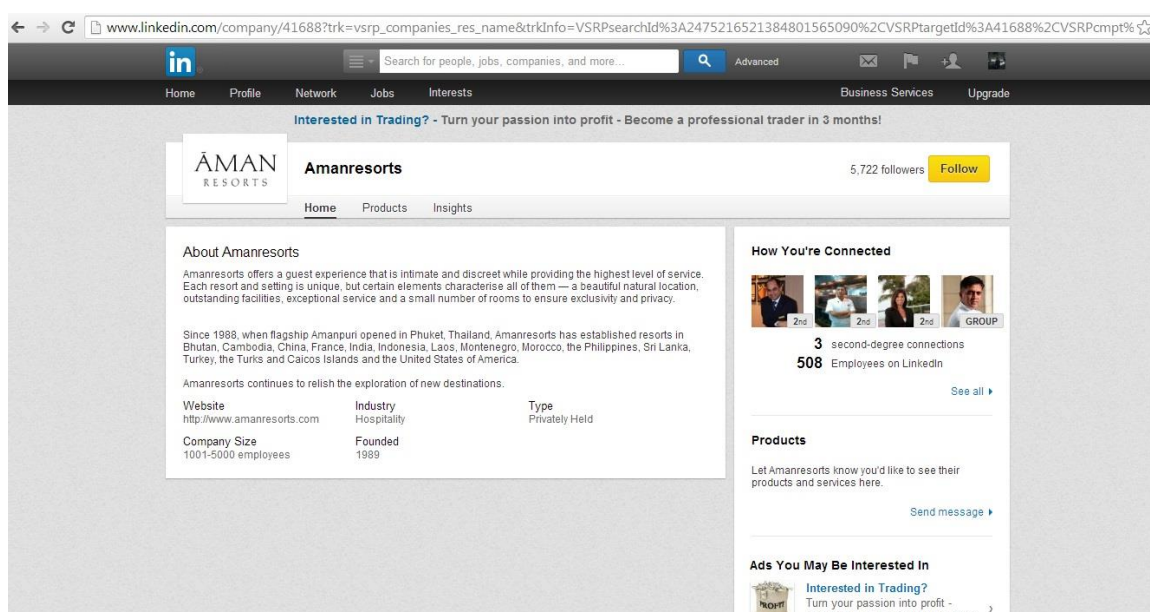 www.linkedin.com/company/41688?trk=vsrp_companies_res_name&trkInfo=VSRPsearchId%3A2475216521384801565090%2CVSRPtargetId%3A41688%2CVSRPcmpt%
in
Search for people, jobs, companies, and more...
Advanced
Home Profile Network Jobs Interests Business Services Upgrade
Interested in Trading? - Turn your passion into profit - Become a professional trader in 3 months!
ĀMAN
RESORTS
Amanresorts
5,722 followers
Follow
Home Products Insights
About Amanresorts
Amanresorts offers a guest experience that is intimate and discreet while providing the highest level of service.
Each resort and setting is unique, but certain elements characterise all of them — a beautiful natural location,
outstanding facilities, exceptional service and a small number of rooms to ensure exclusivity and privacy.
Since 1988, when flagship Amanpuri opened in Phuket, Thailand, Amanresorts has established resorts in
Bhutan, Cambodia, China, France, India, Indonesia, Laos, Montenegro, Morocco, the Philippines, Sri Lanka,
Turkey, the Turks and Caicos Islands and the United States of America.
Amanresorts continues to relish the exploration of new destinations.
Website Industry Type
http://www.amanresorts.com Hospitality Privately Held
Company Size Founded
1001-5000 employees 1989
How You're Connected
2nd 2nd 2nd GROUP
3 second-degree connections
508 Employees on LinkedIn
See all
Products
Let Amanresorts know you'd like to see their
products and services here.
Send message
Ads You May Be Interested In
Interested in Trading?
Turn your passion into profit -
PROFIT